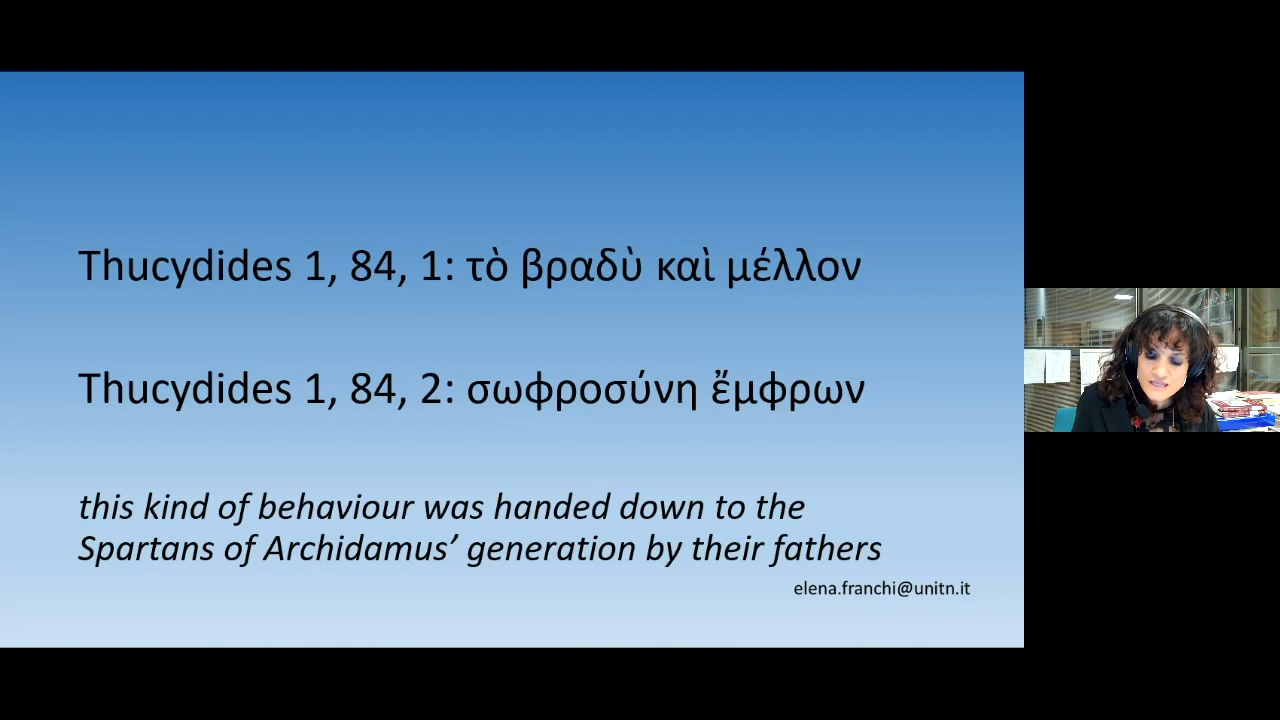 Thucydides 1, 84, 1: τὸ βραδὺ καὶ μέλλον
Thucydides 1, 84, 2: σωφροσύνη ἔμφρων
this kind of behaviour was handed down to the
Spartans of Archidamus’ generation by their fathers
elena.franchi@unitn.it